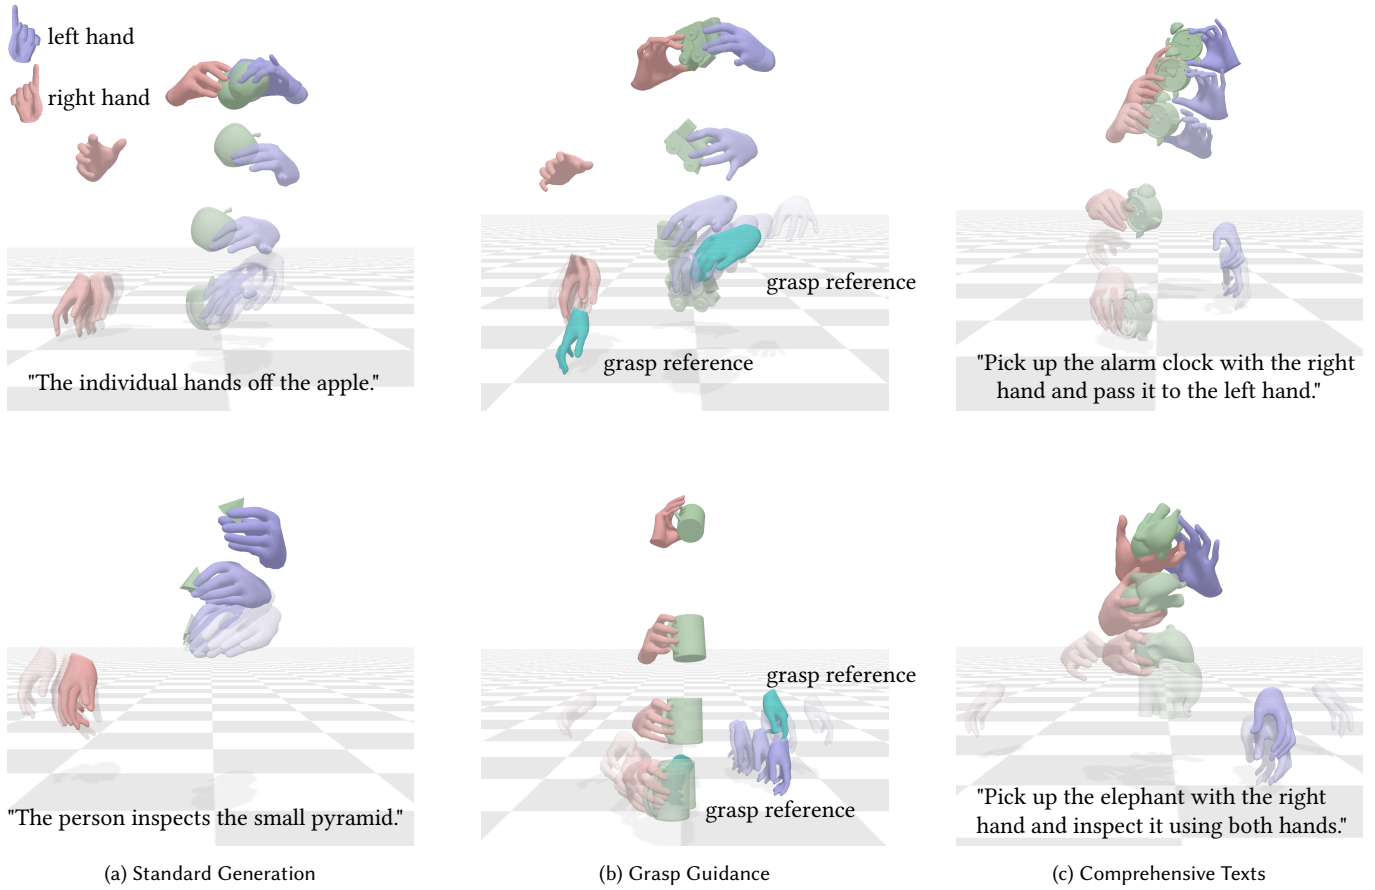 left hand
right hand
"The individual hands off the apple."
grasp reference
grasp reference
"Pick up the alarm clock with the right
hand and pass it to the left hand."
"The person inspects the small pyramid."
grasp reference
grasp reference
"Pick up the elephant with the right
hand and inspect it using both hands."
(a) Standard Generation
(b) Grasp Guidance
(c) Comprehensive Texts